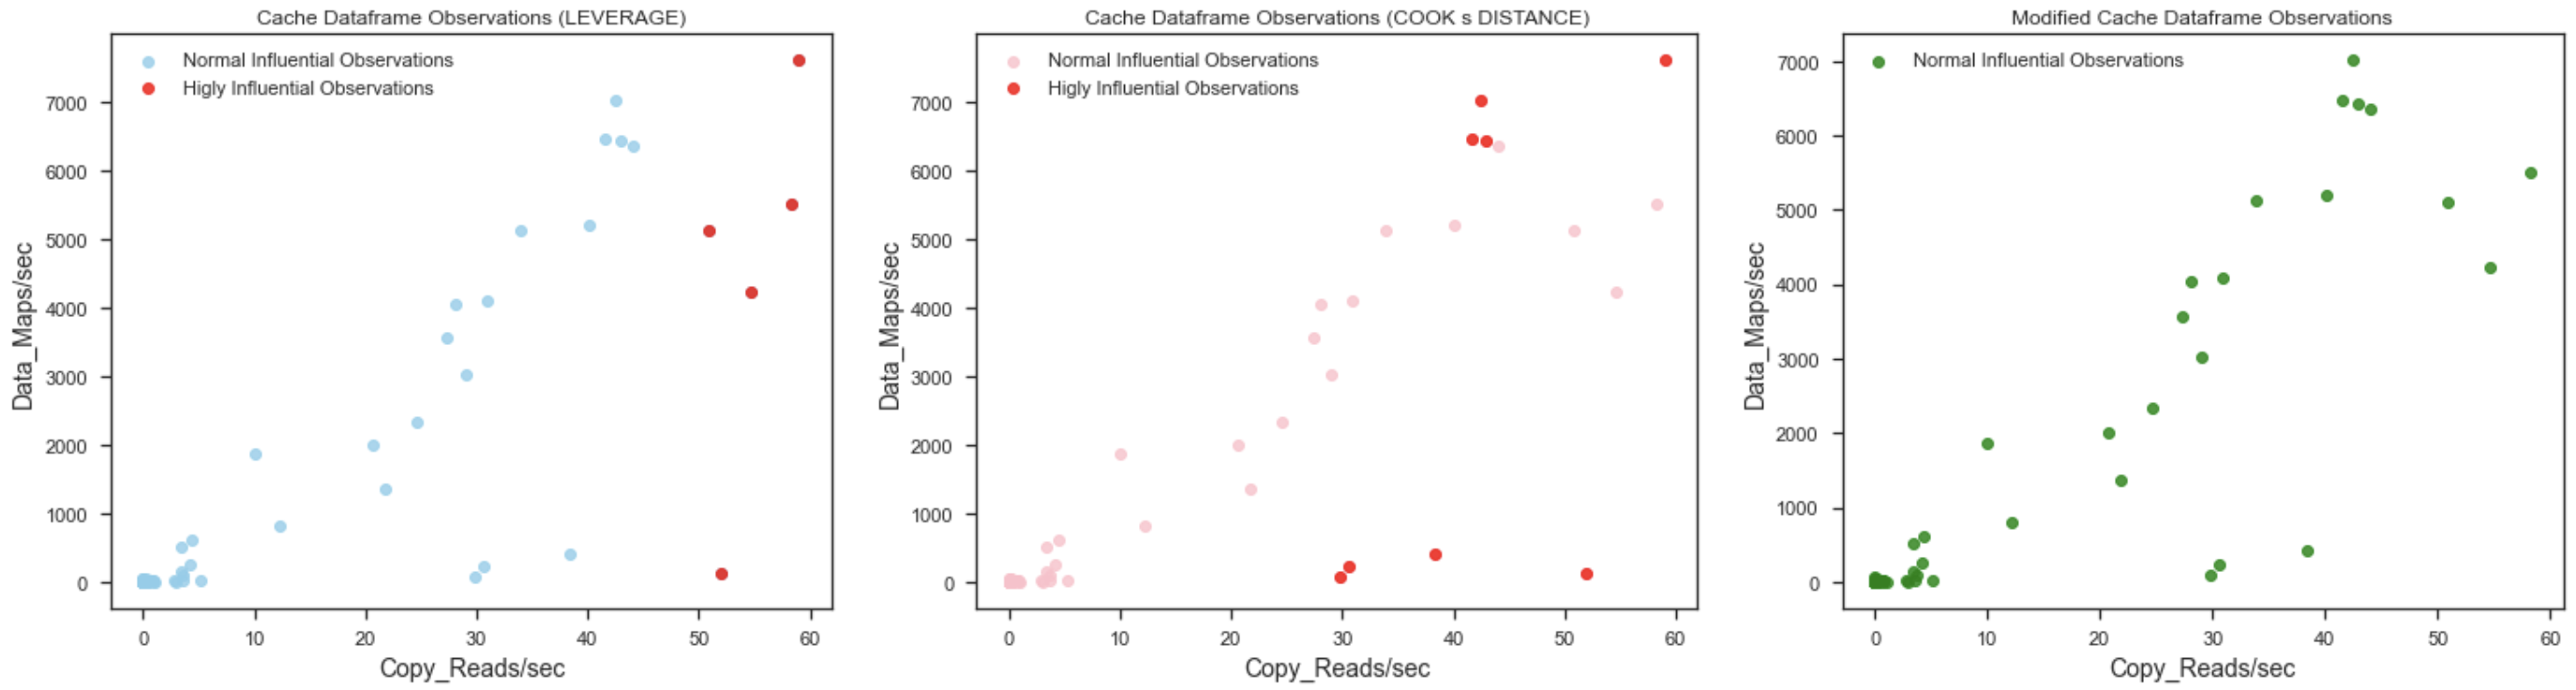 Cache Dataframe Observations (LEVERAGE)
Normal Influential Observations
Higly Influential Observations
7000
6000
5000
4000
3000
2000
1000
0
Data_Maps/sec
0 10 20 30 40 50 60
Copy_Reads/sec
Cache Dataframe Observations (COOK s DISTANCE)
Normal Influential Observations
Higly Influential Observations
7000
6000
5000
4000
3000
2000
1000
0
Data_Maps/sec
0 10 20 30 40 50 60
Copy_Reads/sec
Modified Cache Dataframe Observations
Normal Influential Observations
7000
6000
5000
4000
3000
2000
1000
0
Data_Maps/sec
0 10 20 30 40 50 60
Copy_Reads/sec